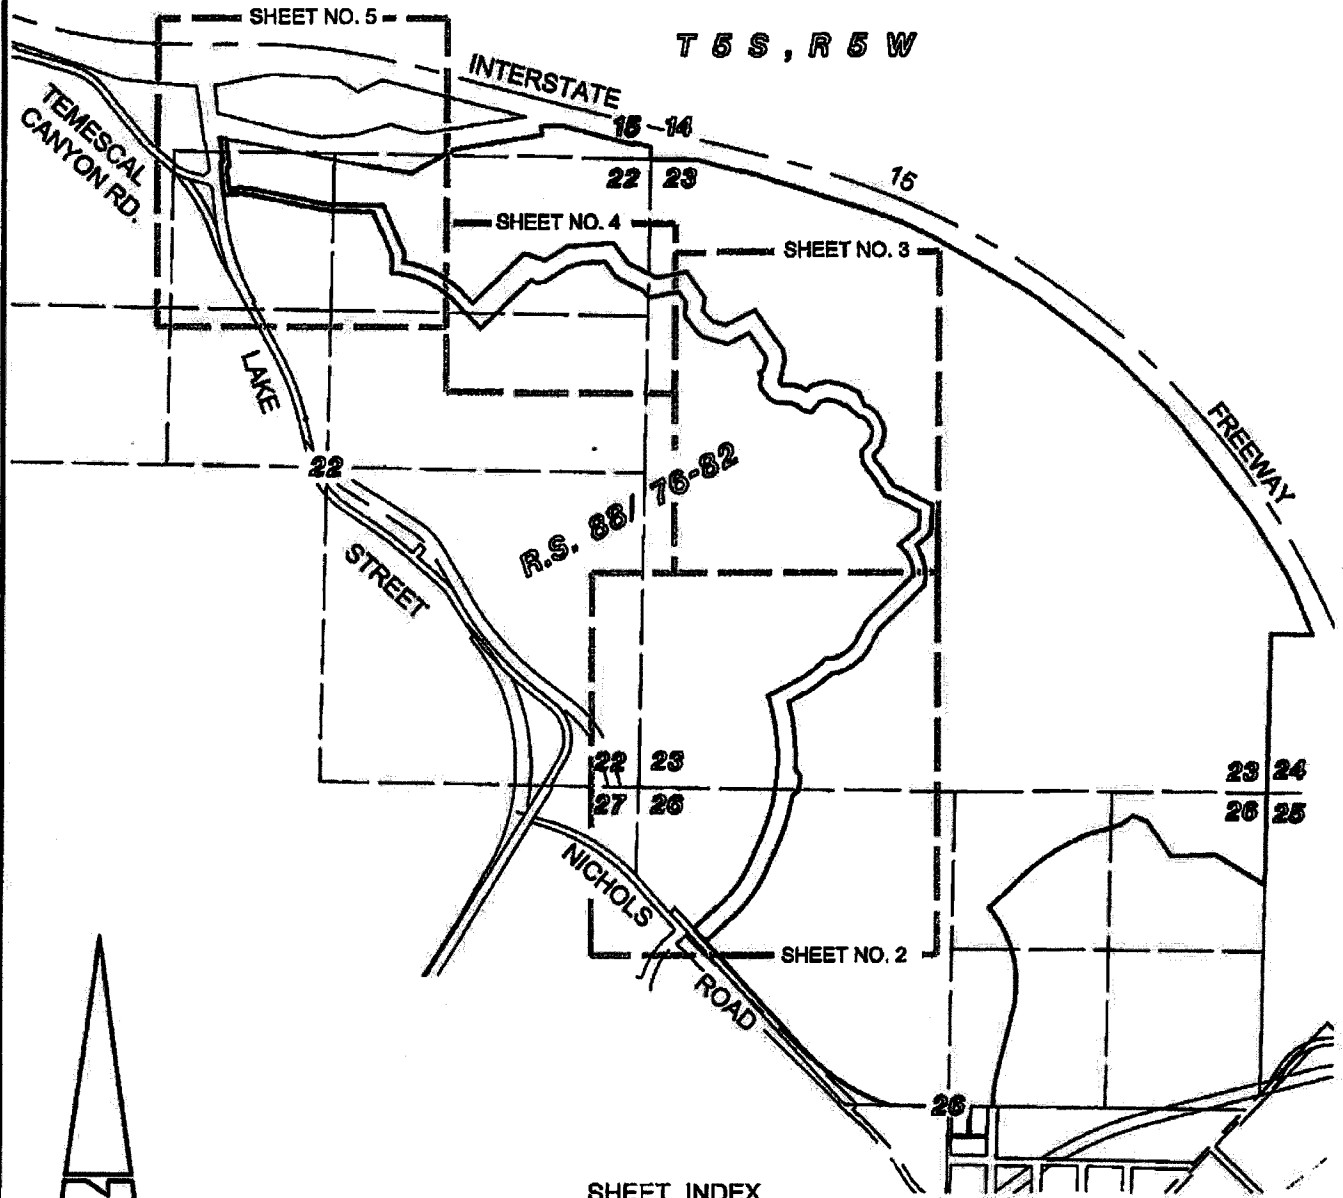 SHEET NO. 5
T 5 S , R 5 W
INTERSTATE
TEMESCAL
CANYON RD.
15 14
22 23
15
SHEET NO. 4
SHEET NO. 3
LAKE
FREEWAY
22
R.S. 88/ 76-82
STREET
22 23
27 26
23 24
26 25
NICHOLS
SHEET NO. 2
ROAD
26
SHEET INDEX